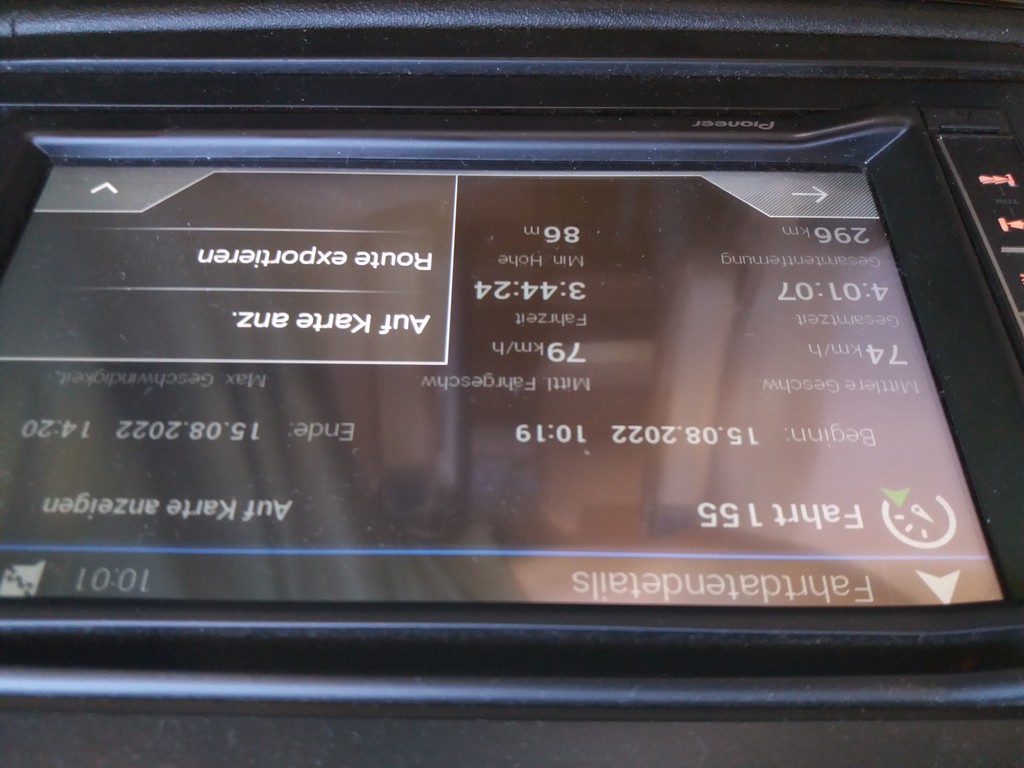 Fahrtdatendetails 10:01
Fahrt 155 Auf Karte anzeigen
Beginn: 15.08.2022 10:19 Ende: 15.08.2022 14:20
Mittlere Geschw Mittl. Fahrgeschw Max. Geschwindigkeit,
74 km/h 79 km/h
Gesamtzeit Fahrzeit Auf Karte anz.
4:01:07 3:44:24
Gesamtentfernung Min Höhe Route exportieren
296 km 86 m
Pioneer